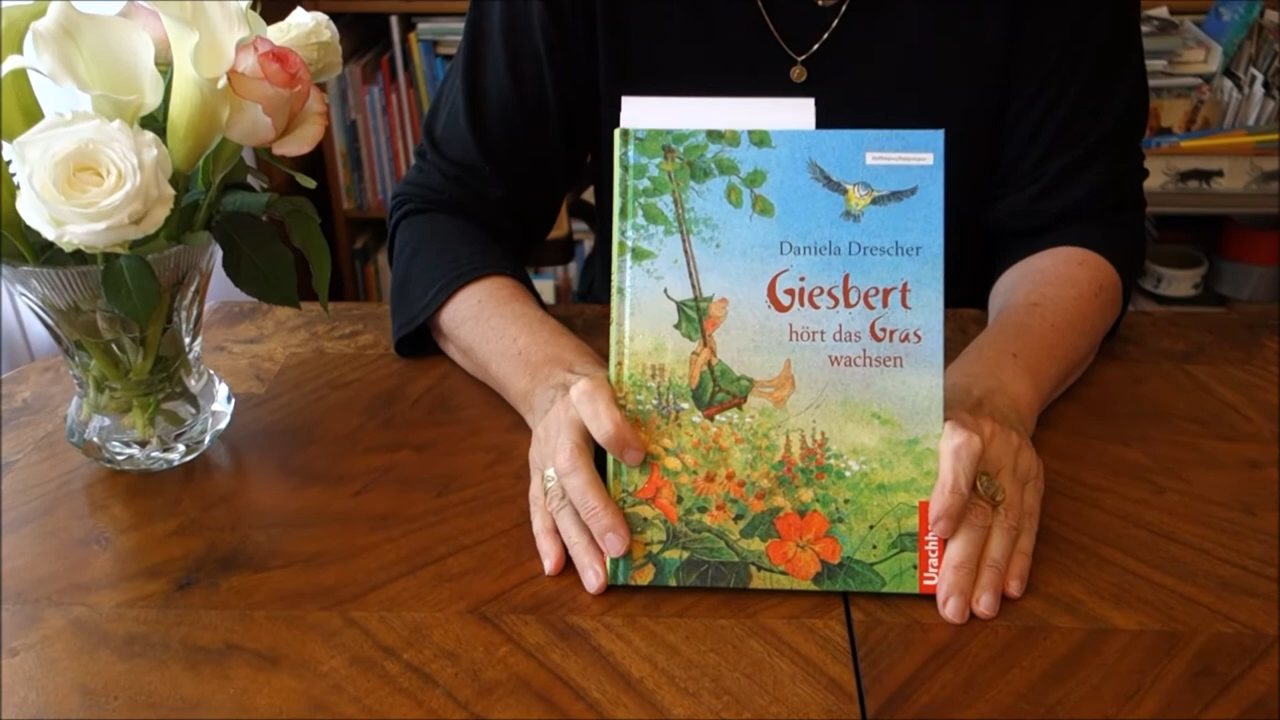 Daniela Drescher
Giesbert
hört das Gras
wachsen